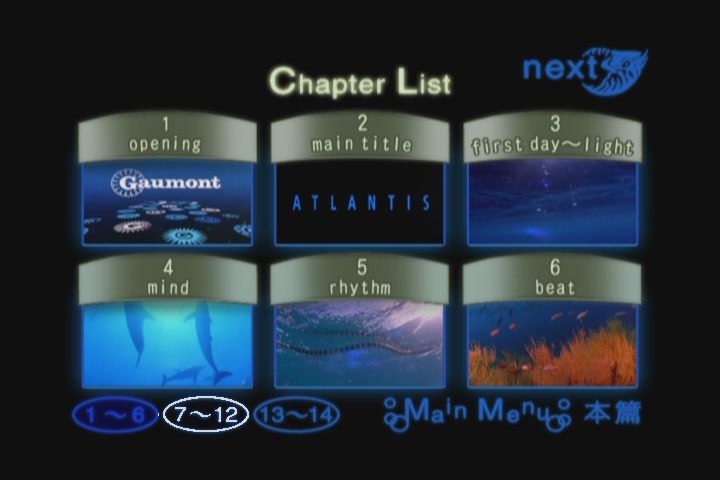 next
Chapter List
1
opening
2
main title
3
first day～light
Gaumont
ATLANTIS
4
mind
5
rhythm
6
beat
1～6 7～12 13～14 Main Menu 本篇